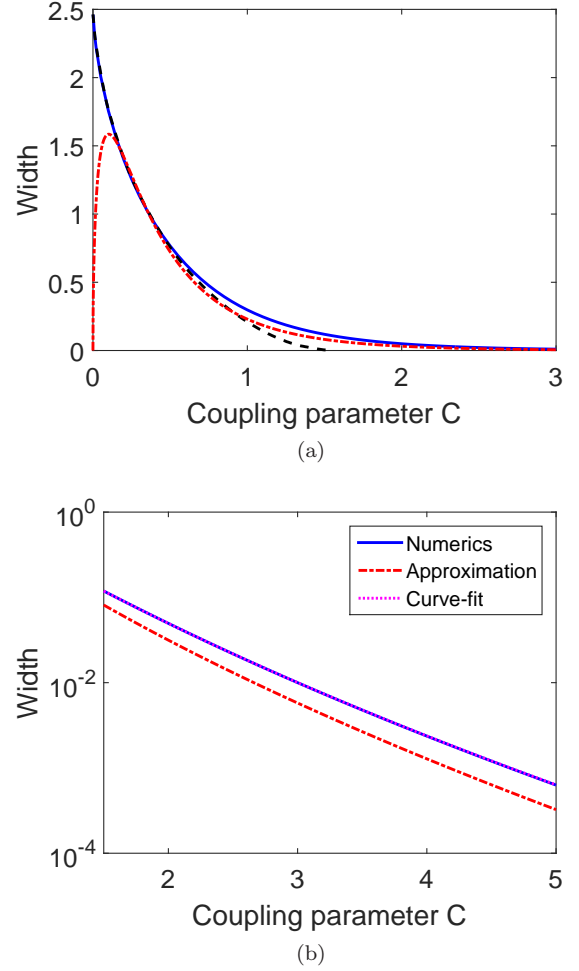 2.5
2
1.5
1
0.5
0
Width
0 1 2 3
Coupling parameter C
(a)
10^0
10^-2
10^-4
Width
Numerics
Approximation
Curve-fit
2 3 4 5
Coupling parameter C
(b)